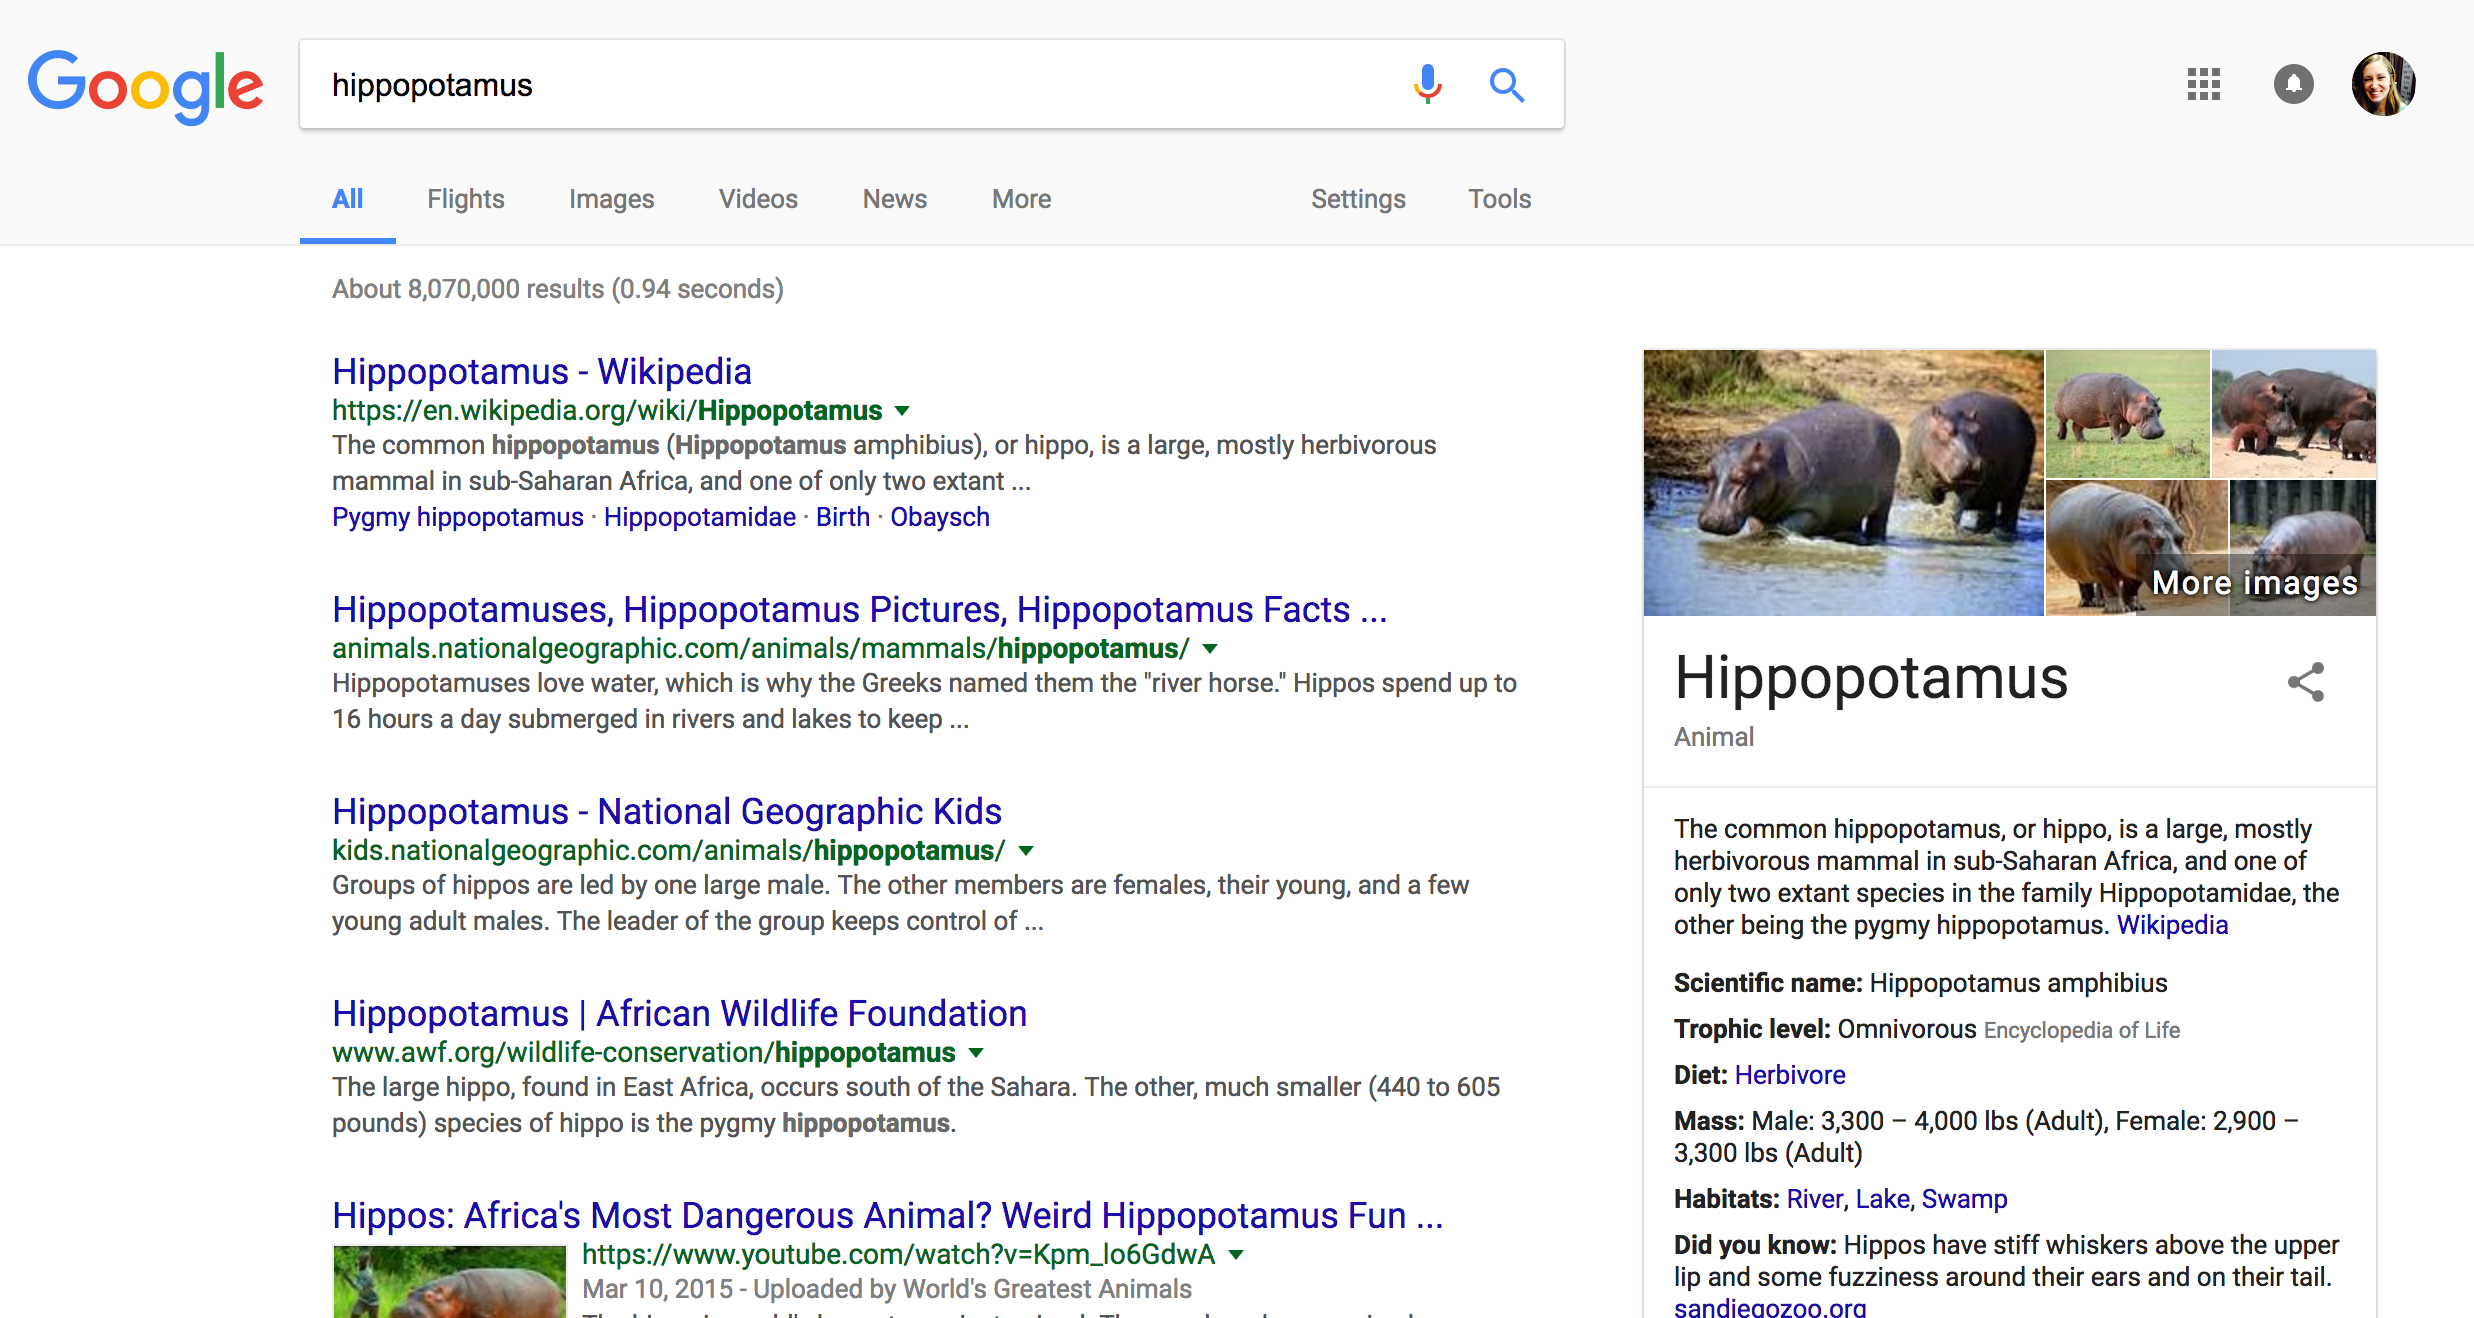 Google
hippopotamus
All Flights Images Videos News More Settings Tools
About 8,070,000 results (0.94 seconds)
Hippopotamus - Wikipedia
https://en.wikipedia.org/wiki/Hippopotamus
The common hippopotamus (Hippopotamus amphibius), or hippo, is a large, mostly herbivorous
mammal in sub-Saharan Africa, and one of only two extant ...
Pygmy hippopotamus · Hippopotamidae · Birth · Obaysch
Hippopotamuses, Hippopotamus Pictures, Hippopotamus Facts ...
animals.nationalgeographic.com/animals/mammals/hippopotamus/
Hippopotamuses love water, which is why the Greeks named them the "river horse." Hippos spend up to
16 hours a day submerged in rivers and lakes to keep ...
Hippopotamus - National Geographic Kids
kids.nationalgeographic.com/animals/hippopotamus/
Groups of hippos are led by one large male. The other members are females, their young, and a few
young adult males. The leader of the group keeps control of ...
Hippopotamus | African Wildlife Foundation
www.awf.org/wildlife-conservation/hippopotamus
The large hippo, found in East Africa, occurs south of the Sahara. The other, much smaller (440 to 605
pounds) species of hippo is the pygmy hippopotamus.
Hippos: Africa's Most Dangerous Animal? Weird Hippopotamus Fun ...
https://www.youtube.com/watch?v=Kpm_lo6GdwA
Mar 10, 2015 - Uploaded by World's Greatest Animals
More images
Hippopotamus
Animal
The common hippopotamus, or hippo, is a large, mostly
herbivorous mammal in sub-Saharan Africa, and one of
only two extant species in the family Hippopotamidae, the
other being the pygmy hippopotamus. Wikipedia
Scientific name: Hippopotamus amphibius
Trophic level: Omnivorous Encyclopedia of Life
Diet: Herbivore
Mass: Male: 3,300 – 4,000 lbs (Adult), Female: 2,900 –
3,300 lbs (Adult)
Habitats: River, Lake, Swamp
Did you know: Hippos have stiff whiskers above the upper
lip and some fuzziness around their ears and on their tail.
sandiegozoo.org